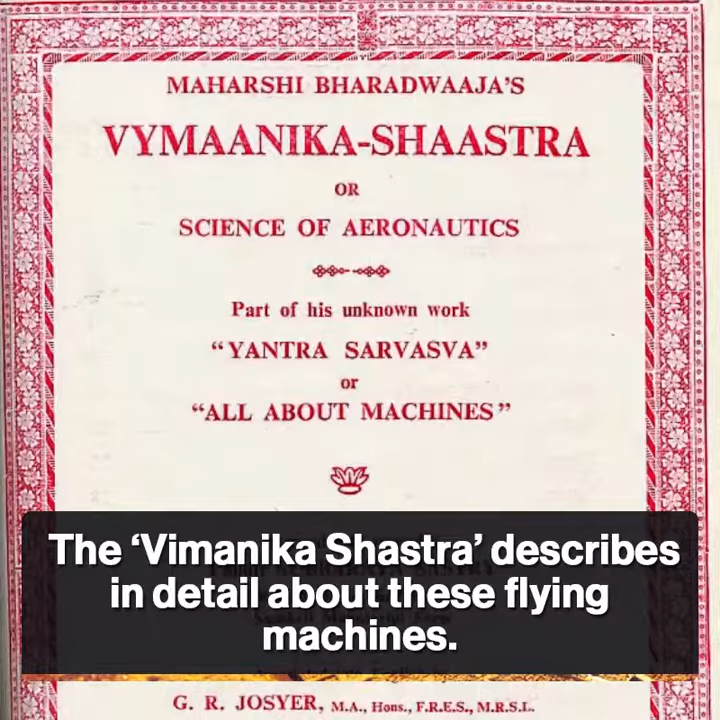 MAHARSHI BHARADWAAJA'S
VYMAANIKA-SHAASTRA
OR
SCIENCE OF AERONAUTICS
Part of his unknown work
"YANTRA SARVASVA"
or
"ALL ABOUT MACHINES"
The ‘Vimanika Shastra’ describes
in detail about these flying
machines.
G. R. JOSYER, M.A., Hons., F.R.E.S., M.R.S.L.